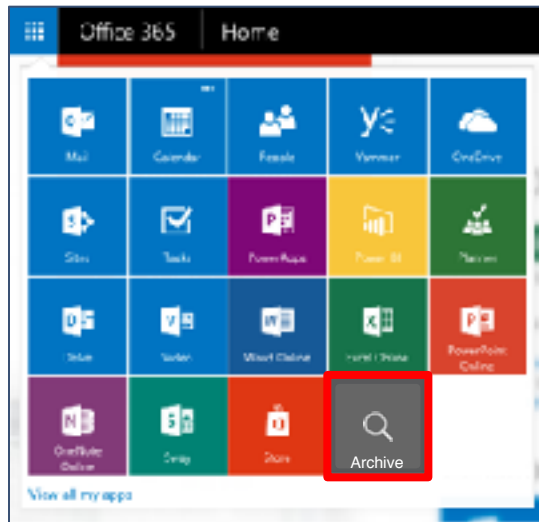 Office 365 Home
Mail Calendar People Yammer OneDrive
Sites Tasks PowerApps Power BI Planner
Delve Video Word Online Excel Online PowerPoint
Online
OneNote
Online Sway Store Archive
View all my apps